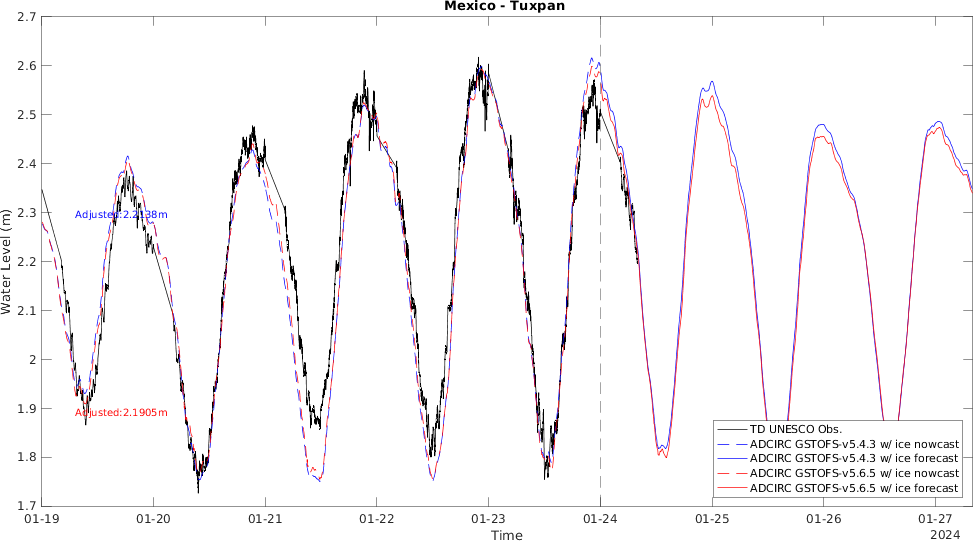 Mexico - Tuxpan
2.7
2.6
2.5
2.4
2.3
2.2
2.1
2
1.9
1.8
1.7
Water Level (m)
Adjusted:2.2138m
Adjusted:2.1905m
TD UNESCO Obs.
ADCIRC GSTOFS-v5.4.3 w/ ice nowcast
ADCIRC GSTOFS-v5.4.3 w/ ice forecast
ADCIRC GSTOFS-v5.6.5 w/ ice nowcast
ADCIRC GSTOFS-v5.6.5 w/ ice forecast
01-19 01-20 01-21 01-22 01-23 01-24 01-25 01-26 01-27
Time
2024